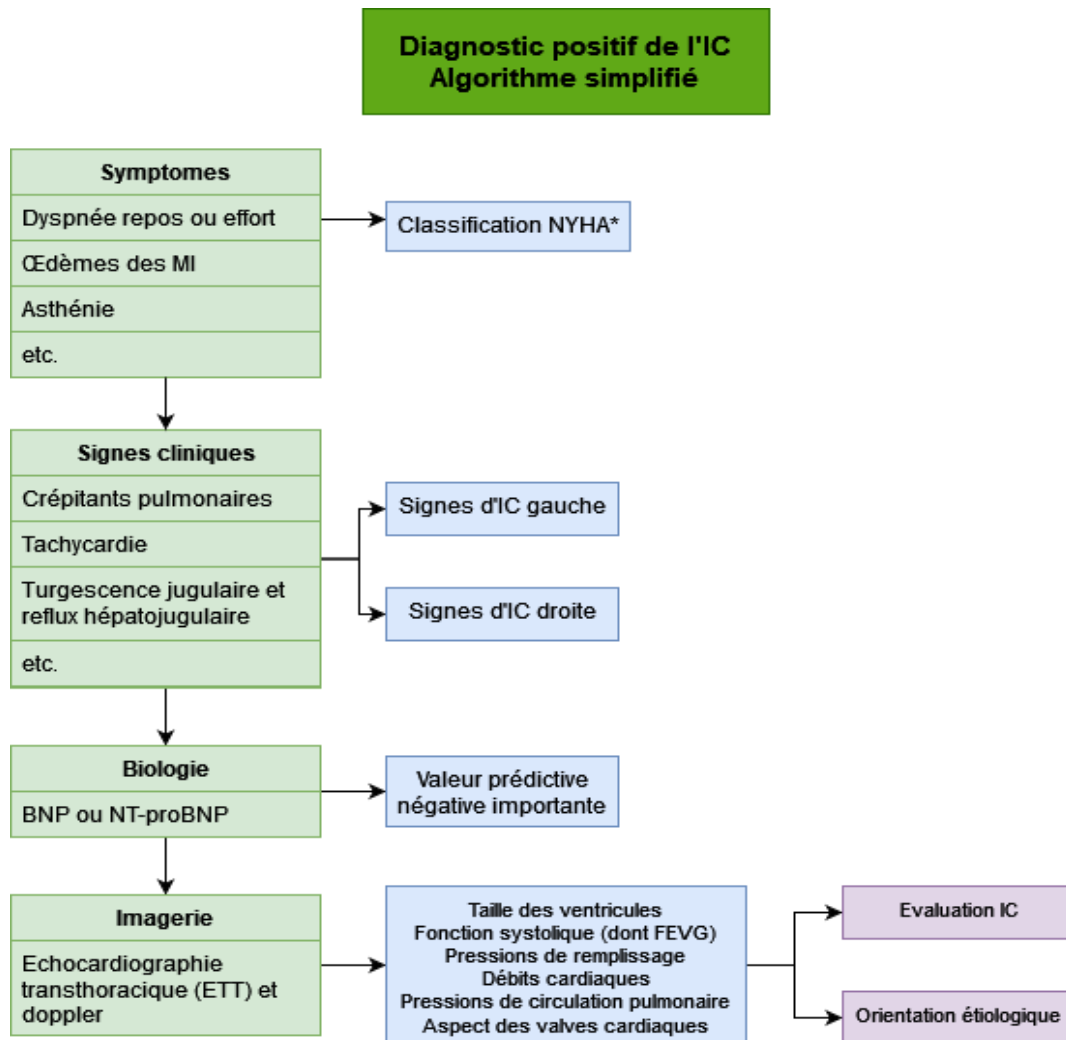 Diagnostic positif de l'IC
Algorithme simplifié
Symptomes
Dyspnée repos ou effort
Classification NYHA*
Œdèmes des MI
Asthénie
etc.
Signes cliniques
Crépitants pulmonaires
Tachycardie
Turgescence jugulaire et
reflux hépatojugulaire
etc.
Signes d'IC gauche
Signes d'IC droite
Biologie
BNP ou NT-proBNP
Valeur prédictive
négative importante
Imagerie
Echocardiographie
transthoracique (ETT) et
doppler
Taille des ventricules
Fonction systolique (dont FEVG)
Pressions de remplissage
Débits cardiaques
Pressions de circulation pulmonaire
Aspect des valves cardiaques
Evaluation IC
Orientation étiologique